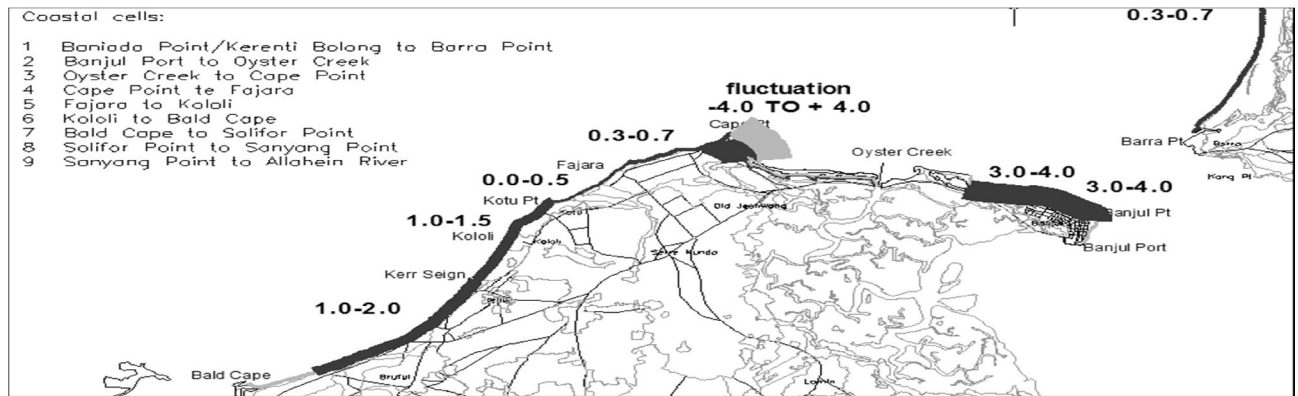 Coastal cells:
1 Baniada Point/Kerenti Bolong to Barra Point
2 Banjul Port to Oyster Creek
3 Oyster Creek to Cape Point
4 Cape Point te Fajara
5 Fajara to Kololi
6 Kololi to Bald Cape
7 Bald Cape to Solifor Point
8 Solifor Point to Sanyang Point
9 Sanyang Point to Allahein River
0.3-0.7
fluctuation
-4.0 TO + 4.0
Cape Pt
0.3-0.7
Fajara
Oyster Creek
Barra Pt
Barra
Kang Pt
0.0-0.5
Kotu Pt
3.0-4.0
3.0-4.0
Banjul Pt
Banjul Port
Old Jeshwang
1.0-1.5
Kololi
Kololi
Serre Kunda
Kerr Seign
1.0-2.0
Bald Cape
Brufut
Lamin